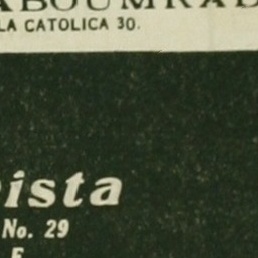 ABOUMRAD
LA CATOLICA 30.
ista
No. 29